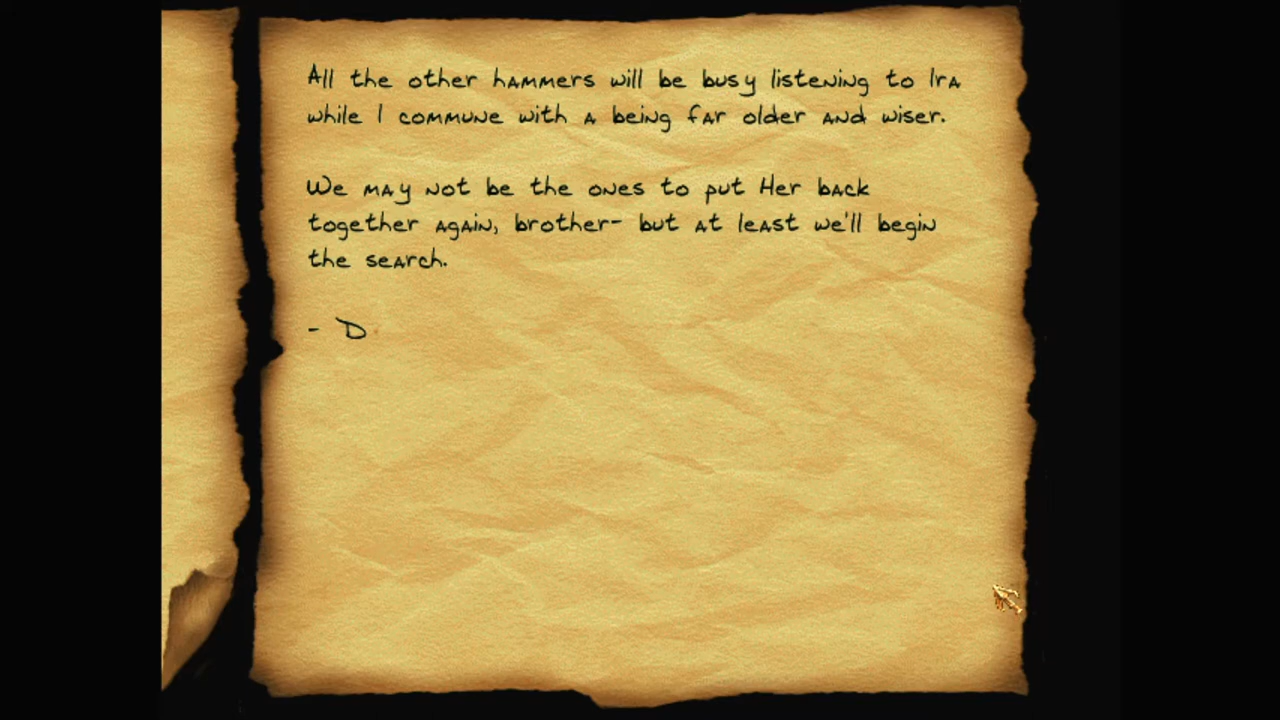 All the other hammers will be busy listening to Ira
while I commune with a being far older and wiser.
We may not be the ones to put Her back
together again, brother- but at least we'll begin
the search.
- D